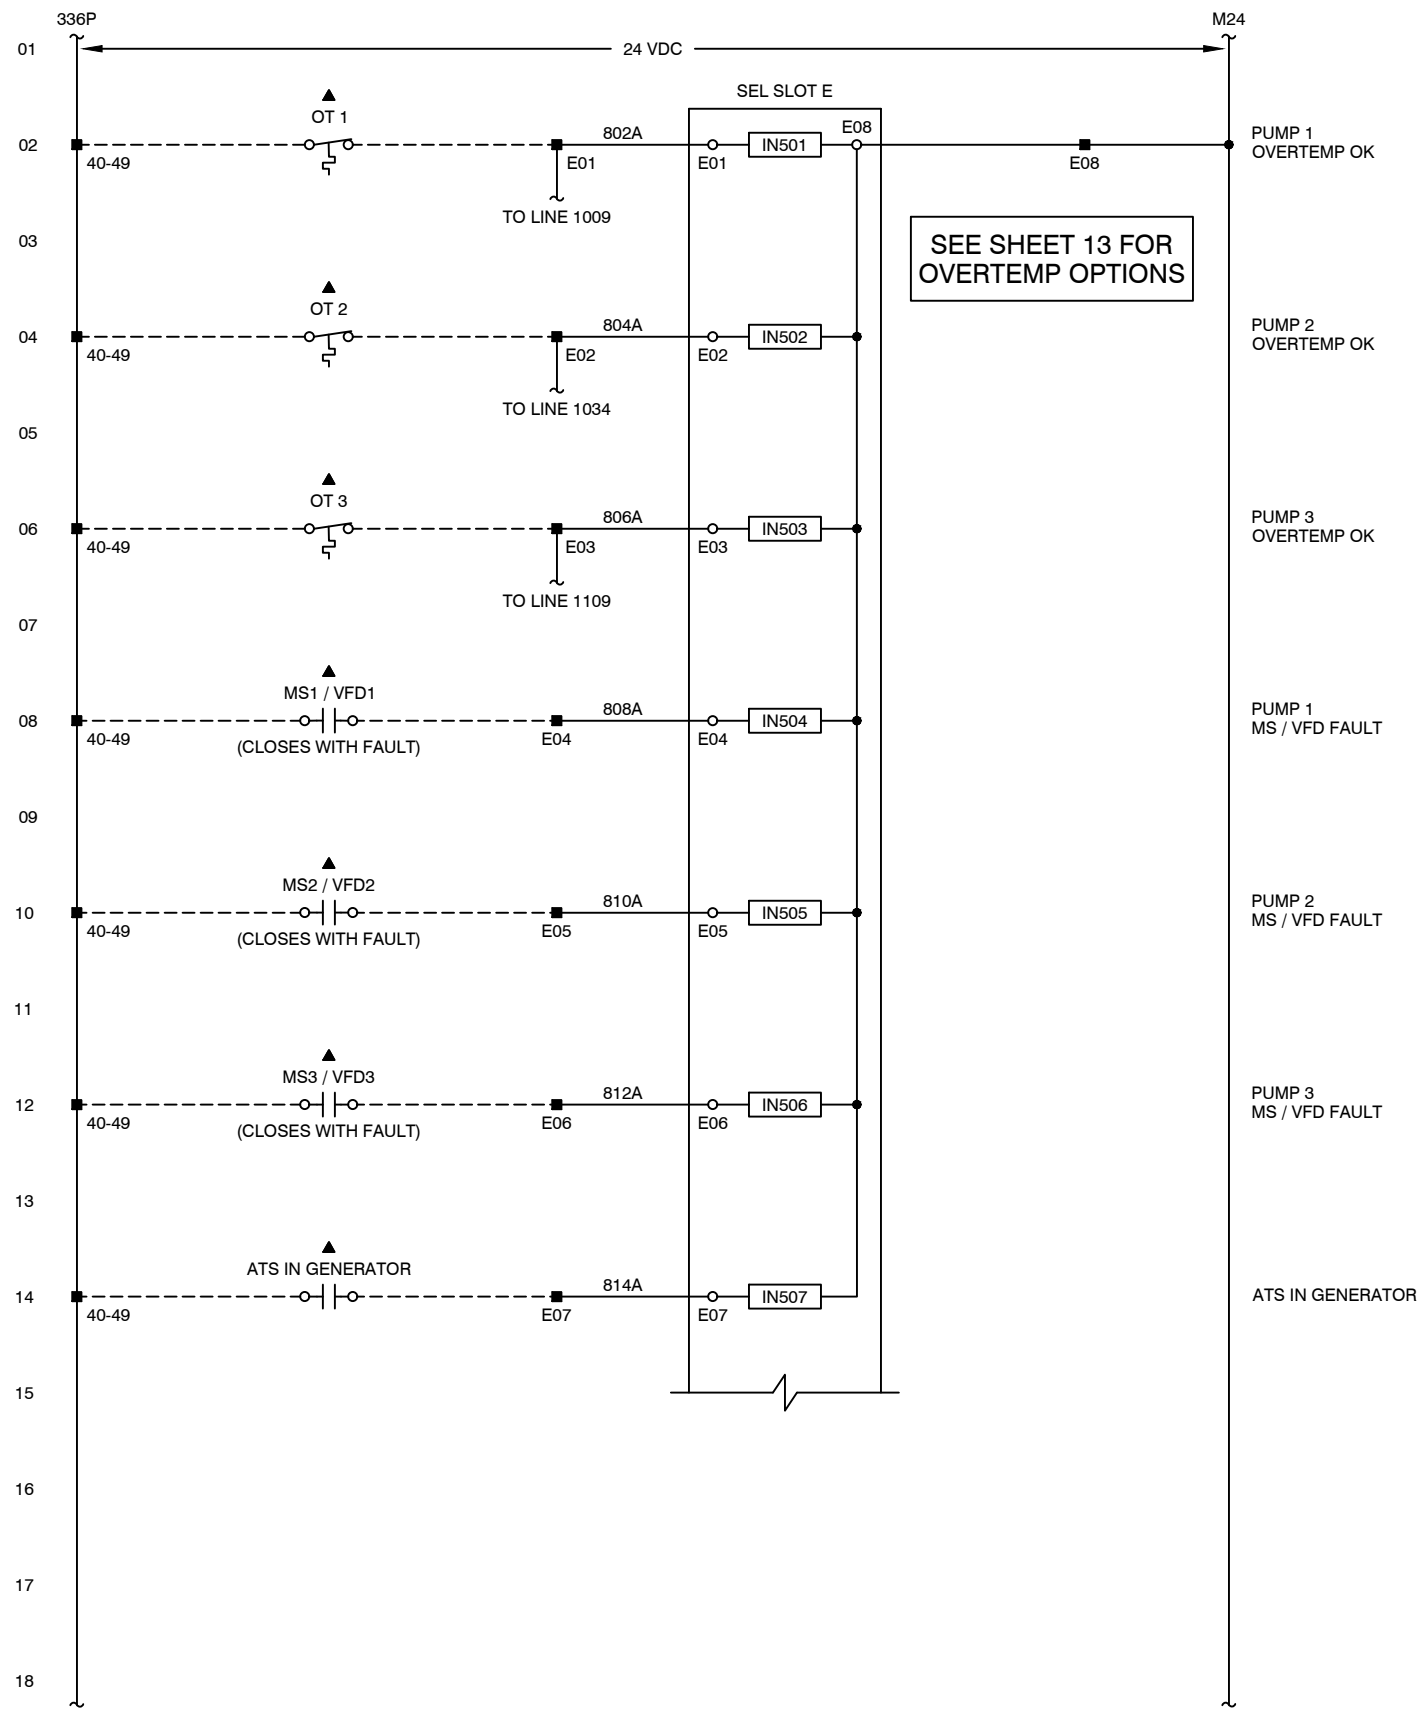 336P
M24
01
24 VDC
SEL SLOT E
OT 1
02
40-49
E01
802A
E01
IN501
E08
E08
PUMP 1
OVERTEMP OK
TO LINE 1009
03
SEE SHEET 13 FOR
OVERTEMP OPTIONS
OT 2
04
40-49
E02
804A
E02
IN502
PUMP 2
OVERTEMP OK
TO LINE 1034
05
OT 3
06
40-49
E03
806A
E03
IN503
PUMP 3
OVERTEMP OK
TO LINE 1109
07
MS1 / VFD1
08
40-49
(CLOSES WITH FAULT)
E04
808A
E04
IN504
PUMP 1
MS / VFD FAULT
09
MS2 / VFD2
10
40-49
(CLOSES WITH FAULT)
E05
810A
E05
IN505
PUMP 2
MS / VFD FAULT
11
MS3 / VFD3
12
40-49
(CLOSES WITH FAULT)
E06
812A
E06
IN506
PUMP 3
MS / VFD FAULT
13
ATS IN GENERATOR
14
40-49
E07
814A
E07
IN507
ATS IN GENERATOR
15
16
17
18